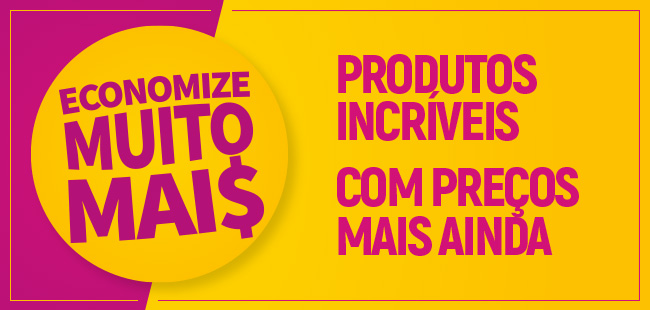 ECONOMIZE
MUITO
MAI$
PRODUTOS
INCRÍVEIS
COM PREÇOS
MAIS AINDA